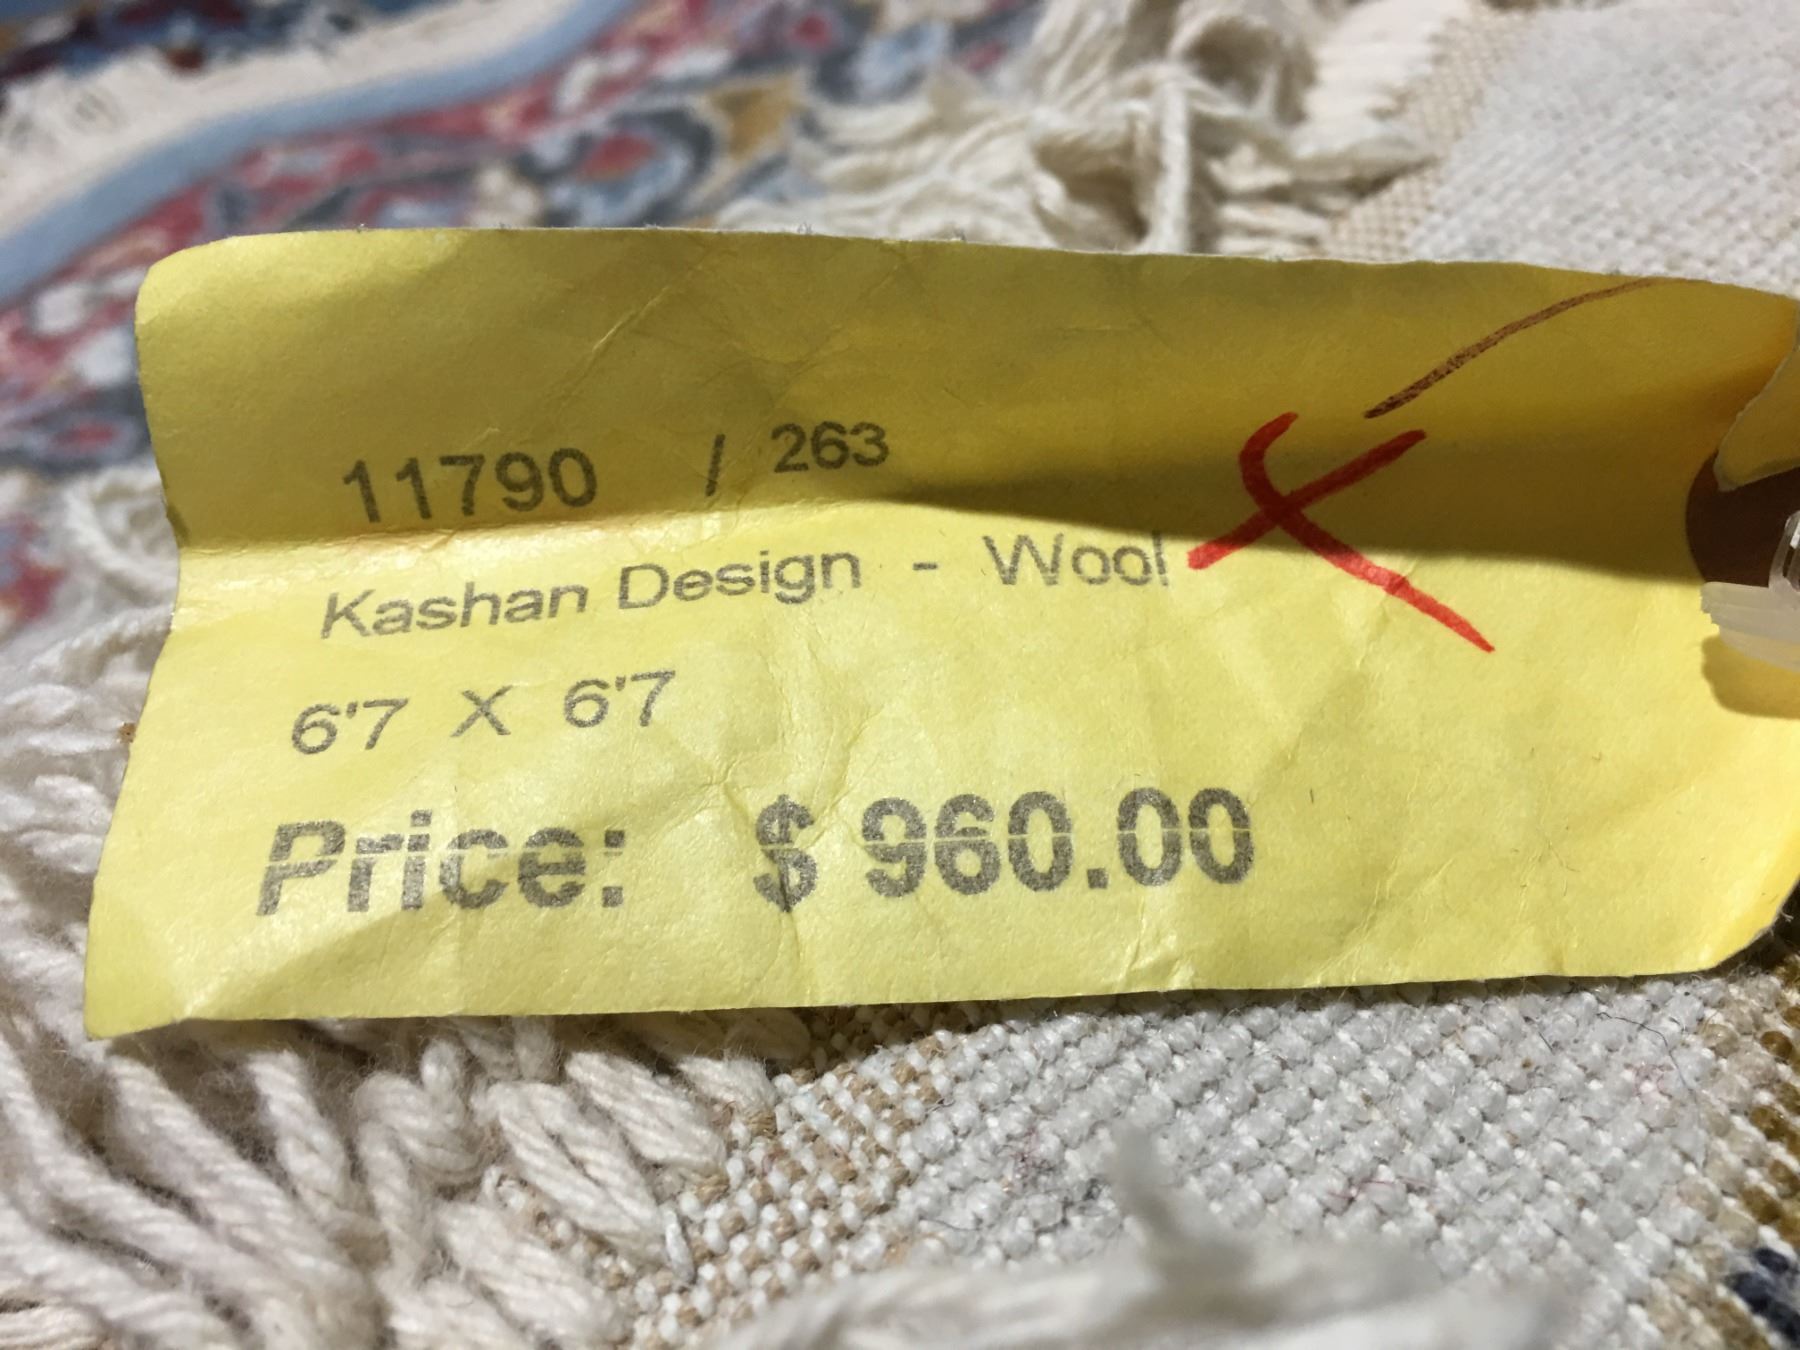 11790 / 263
Kashan Design - Wool
6'7 X 6'7
Price: $ 960.00